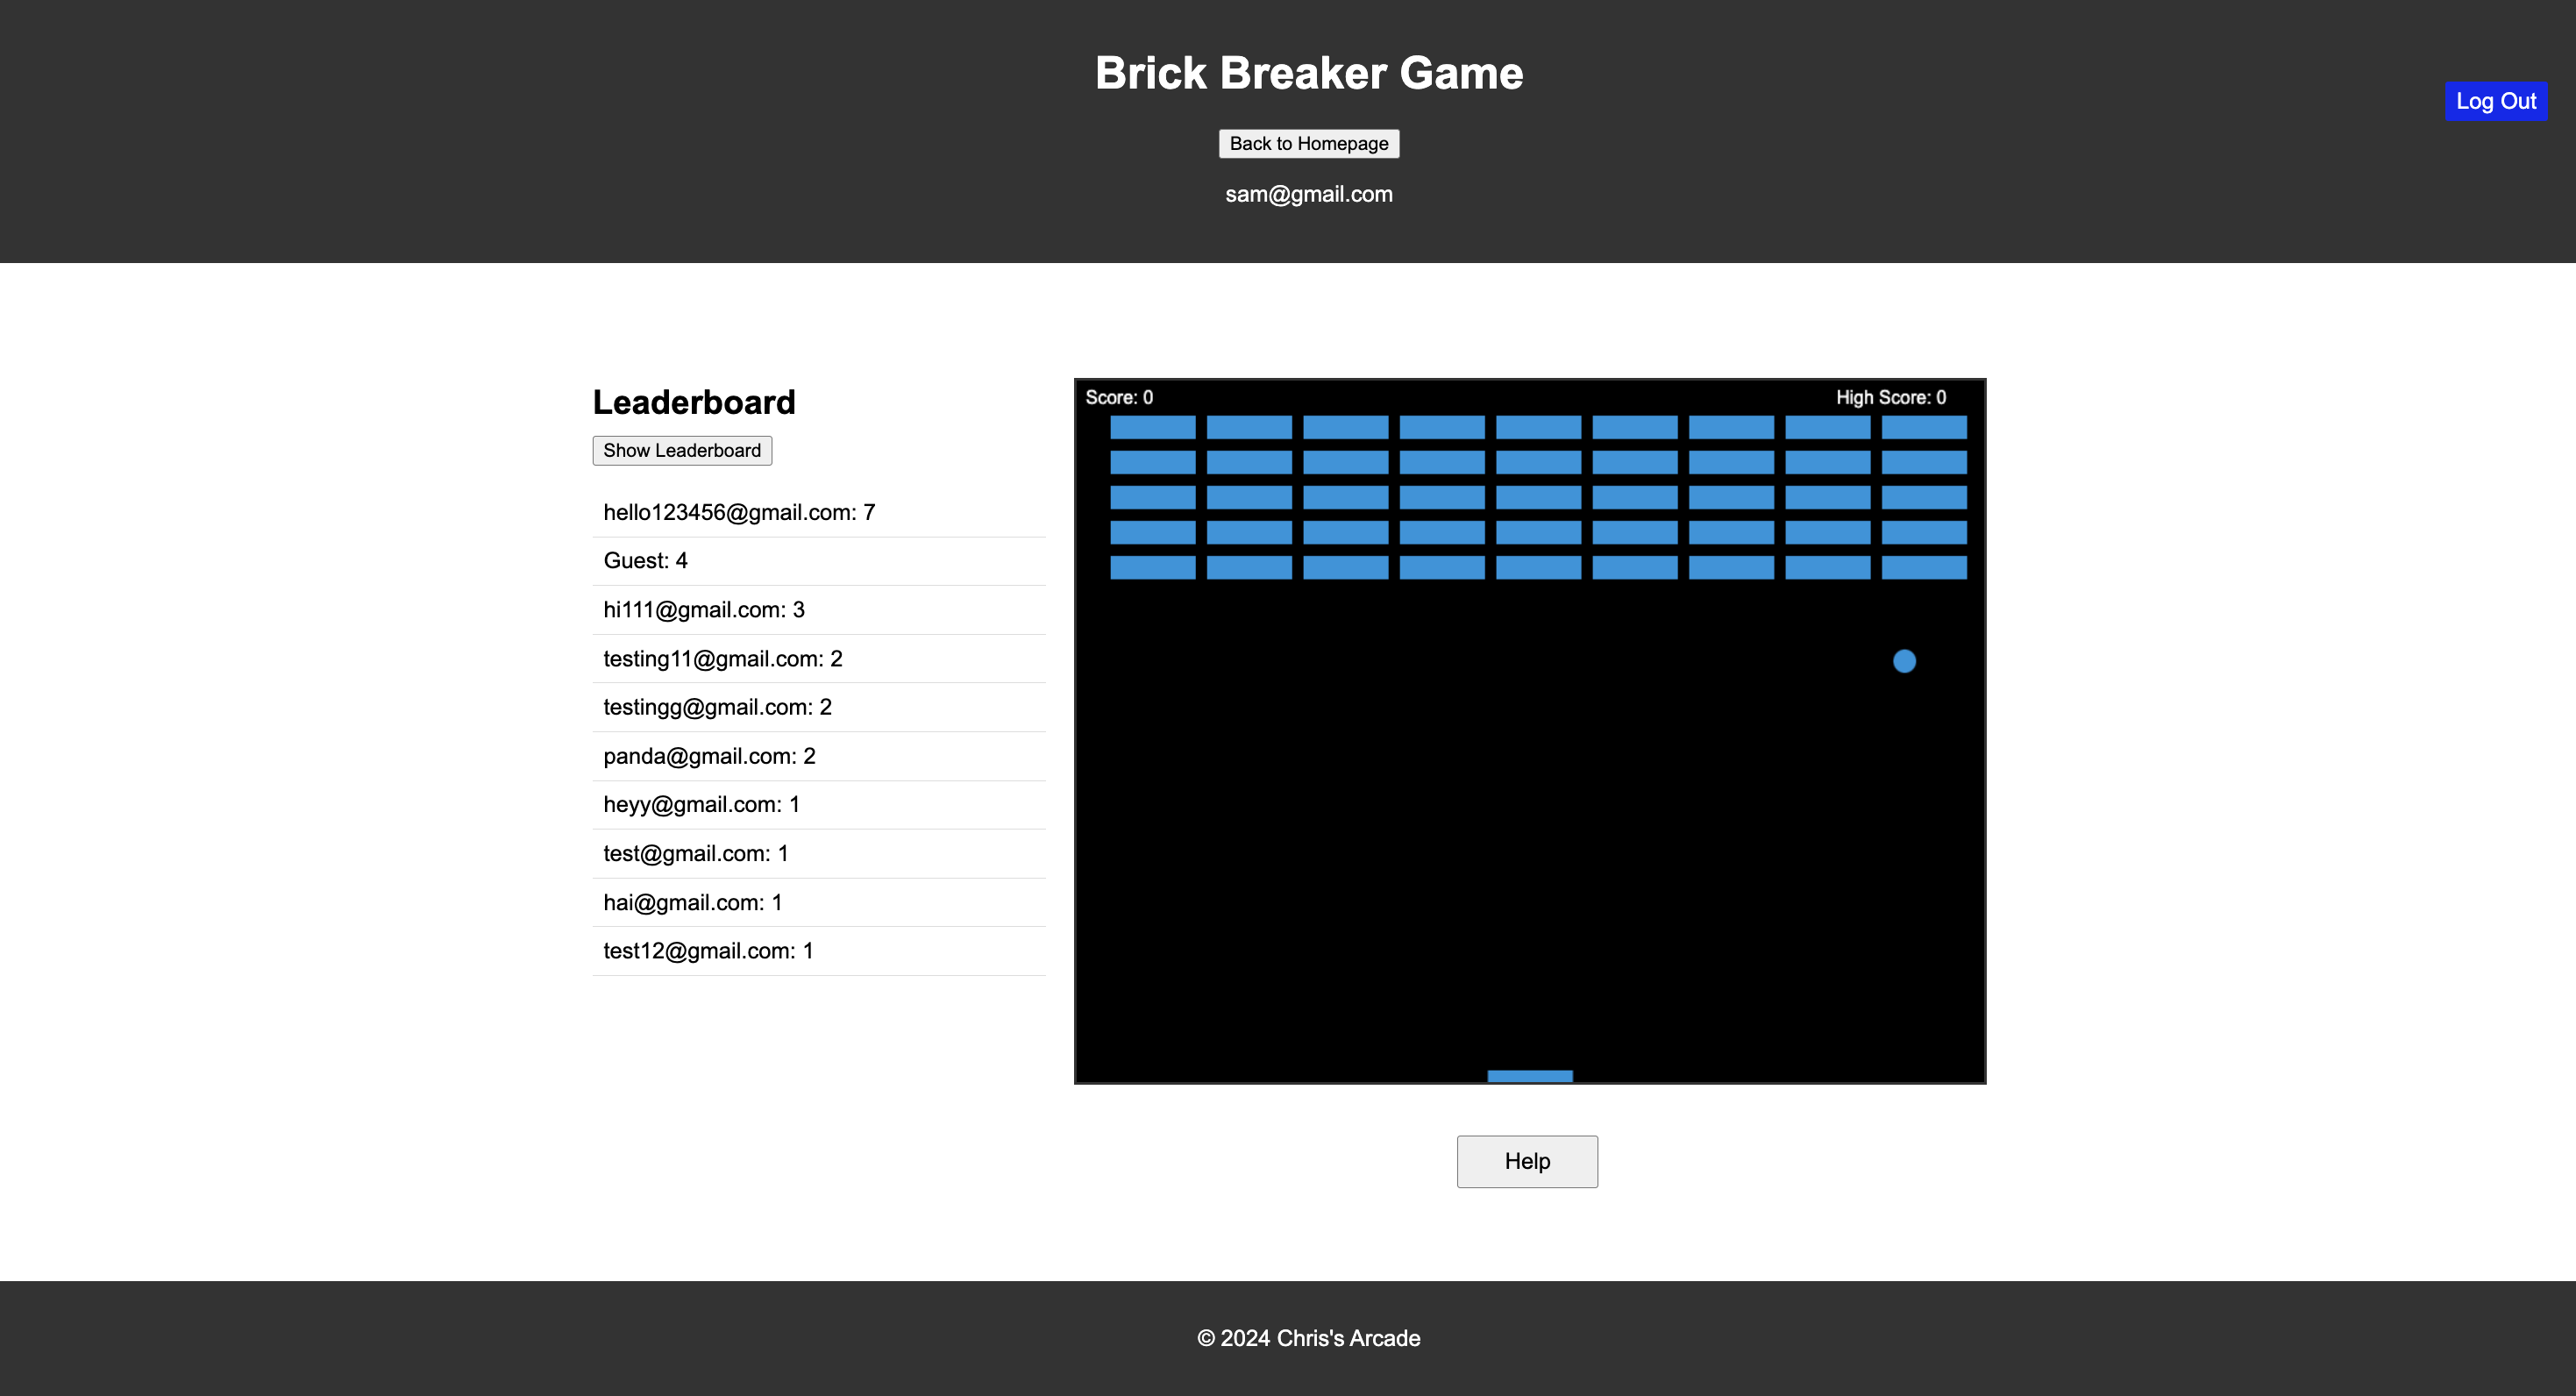 Brick Breaker Game
Log Out
Back to Homepage
sam@gmail.com
Leaderboard
Show Leaderboard
hello123456@gmail.com: 7
Guest: 4
hi111@gmail.com: 3
testing11@gmail.com: 2
testingg@gmail.com: 2
panda@gmail.com: 2
heyy@gmail.com: 1
test@gmail.com: 1
hai@gmail.com: 1
test12@gmail.com: 1
Score: 0
High Score: 0
Help
© 2024 Chris's Arcade